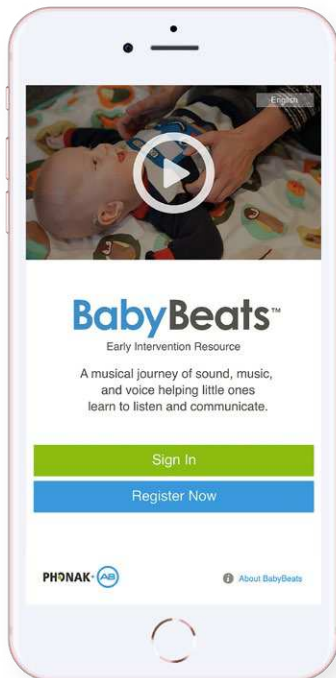 English
BabyBeats™
Early Intervention Resource
A musical journey of sound, music,
and voice helping little ones
learn to listen and communicate.
Sign In
Register Now
PHONAK · AB
i About BabyBeats